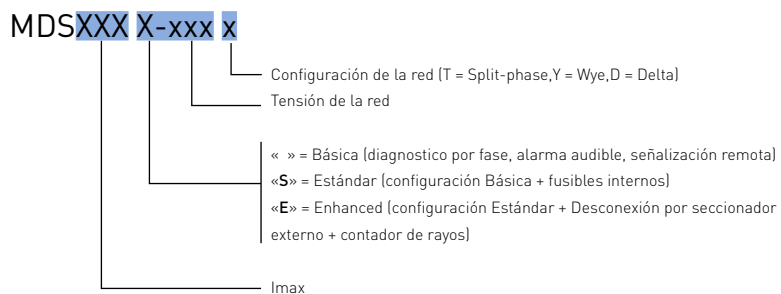 MDSXXX X-xxx x
Configuración de la red (T = Split-phase,Y = Wye,D = Delta)
Tensión de la red
«  » = Básica (diagnostico por fase, alarma audible, señalización remota)
«S» = Estándar (configuración Básica + fusibles internos)
«E» = Enhanced (configuración Estándar + Desconexión por seccionador
externo + contador de rayos)
Imax